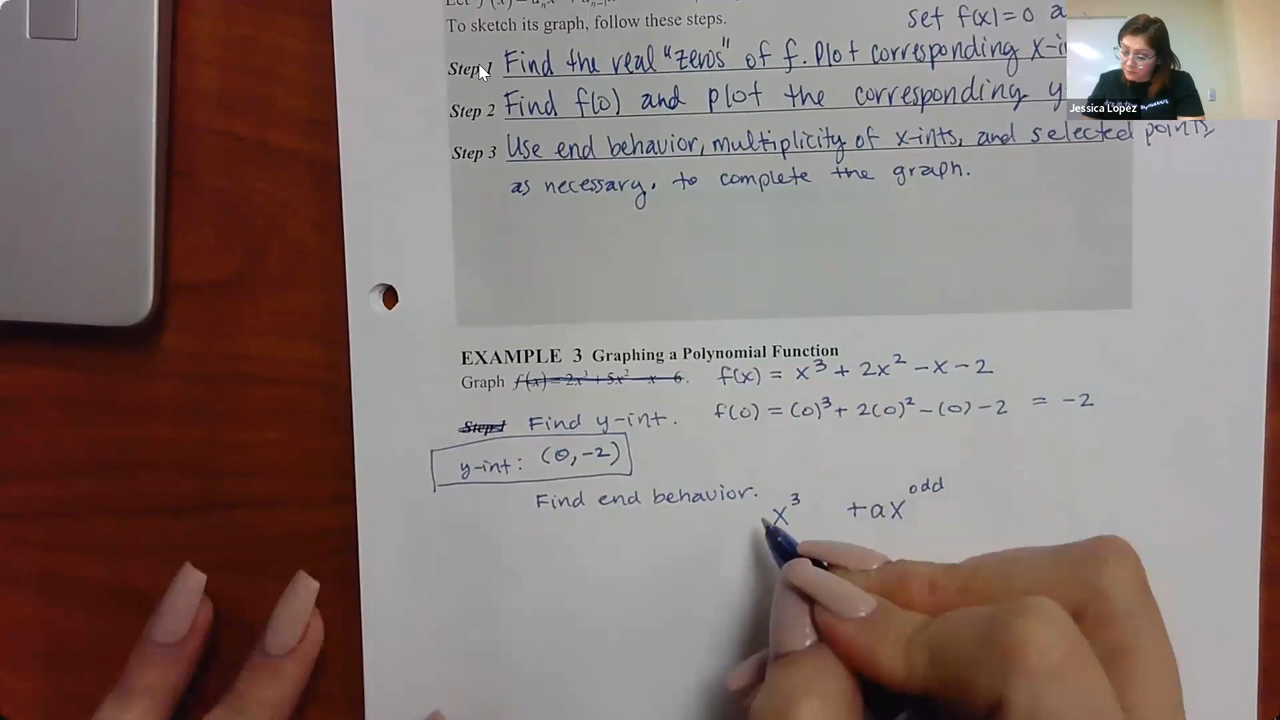 To sketch its graph, follow these steps.
set f(x)=0 a
Step 1 Find the real "zeros" of f. Plot corresponding x-i
Step 2 Find f(0) and plot the corresponding y
Step 3 Use end behavior, multiplicity of x-ints, and selected points
as necessary, to complete the graph.
Jessica Lopez
EXAMPLE 3 Graphing a Polynomial Function
Graph f(x) = 2x³ + 5x² - x - 6. f(x) = x³ + 2x² - x - 2
Step 1 Find y-int. f(0) = (0)³ + 2(0)² - (0) - 2 = -2
y-int: (0, -2)
Find end behavior. x³ +ax^odd